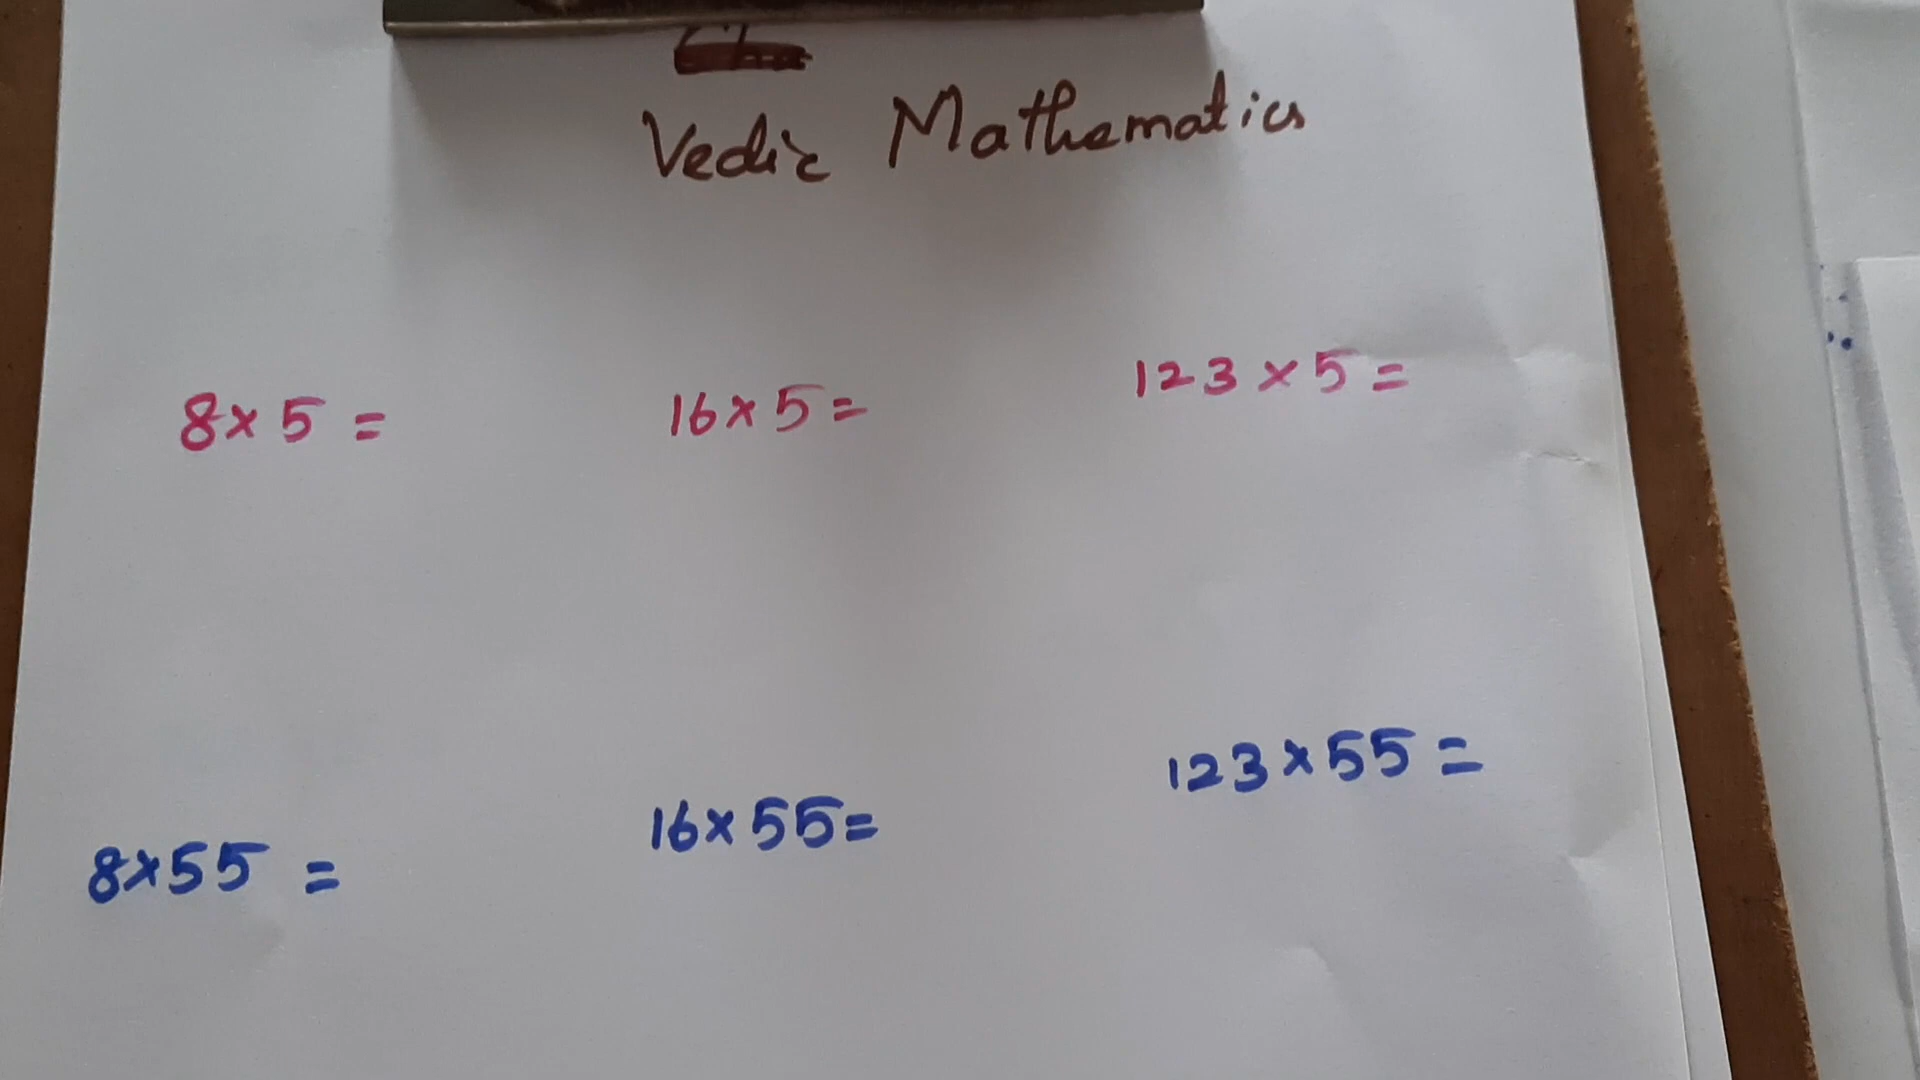 Vedic Mathematics
8×5 = 16×5= 123×5=
8×55 = 16×55= 123×55=